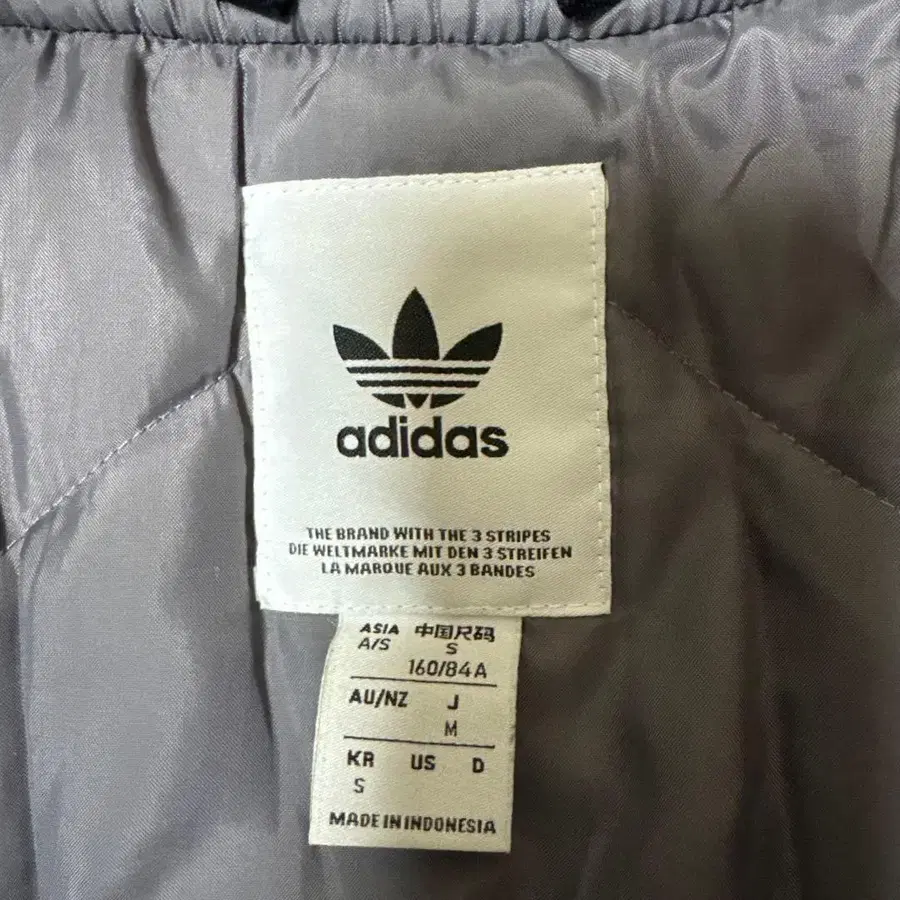 adidas
THE BRAND WITH THE 3 STRIPES
DIE WELTMARKE MIT DEN 3 STREIFEN
LA MARQUE AUX 3 BANDES
ASIA 中国尺码
A/S S
160/84A
AU/NZ J
M
KR US D
S
MADE IN INDONESIA